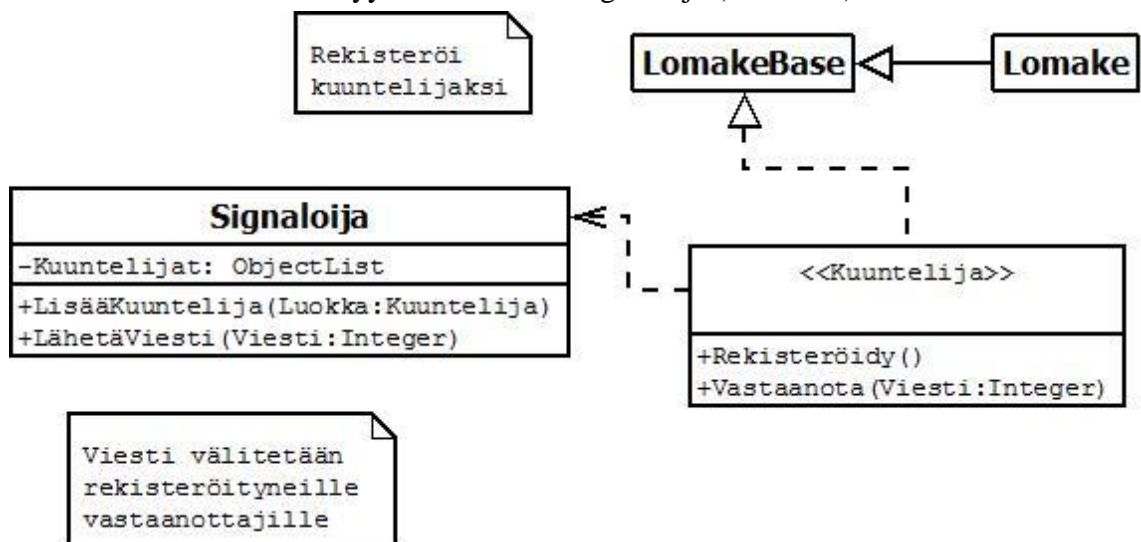 Rekisteröi
kuuntelijaksi
LomakeBase
Lomake
Signaloija
-Kuuntelijat: ObjectList
+LisääKuuntelija(Luokka:Kuuntelija)
+LähetäViesti(Viesti:Integer)
<<Kuuntelija>>
+Rekisteröidy()
+Vastaanota(Viesti:Integer)
Viesti välitetään
rekisteröityneille
vastaanottajille